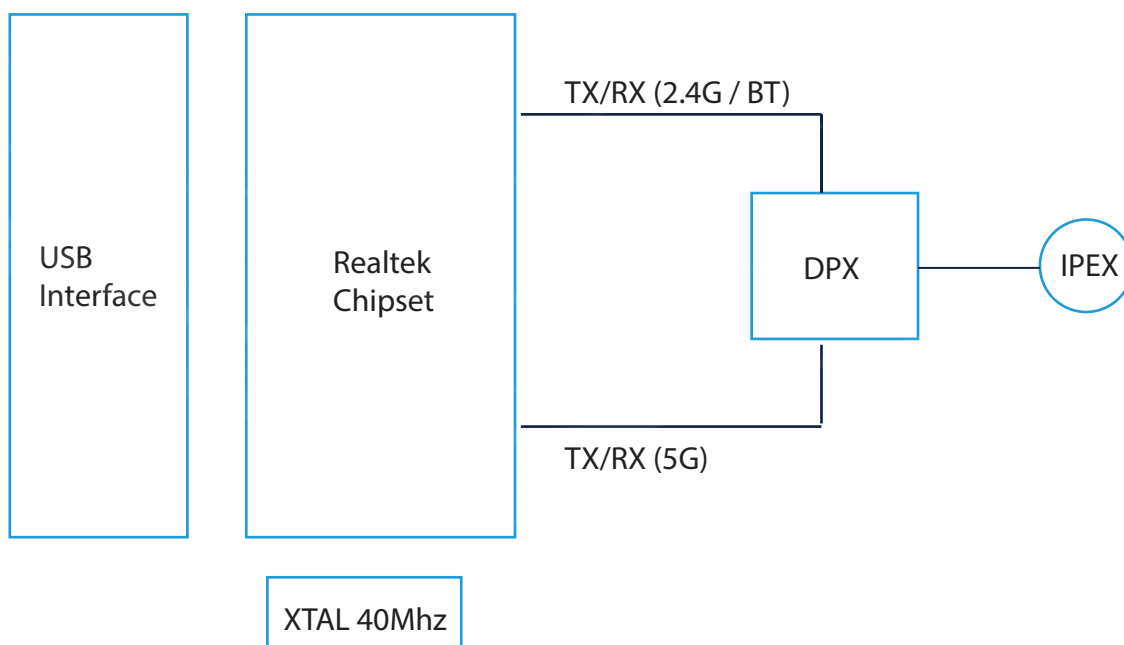 USB
Interface
Realtek
Chipset
TX/RX (2.4G / BT)
DPX
IPEX
TX/RX (5G)
XTAL 40Mhz